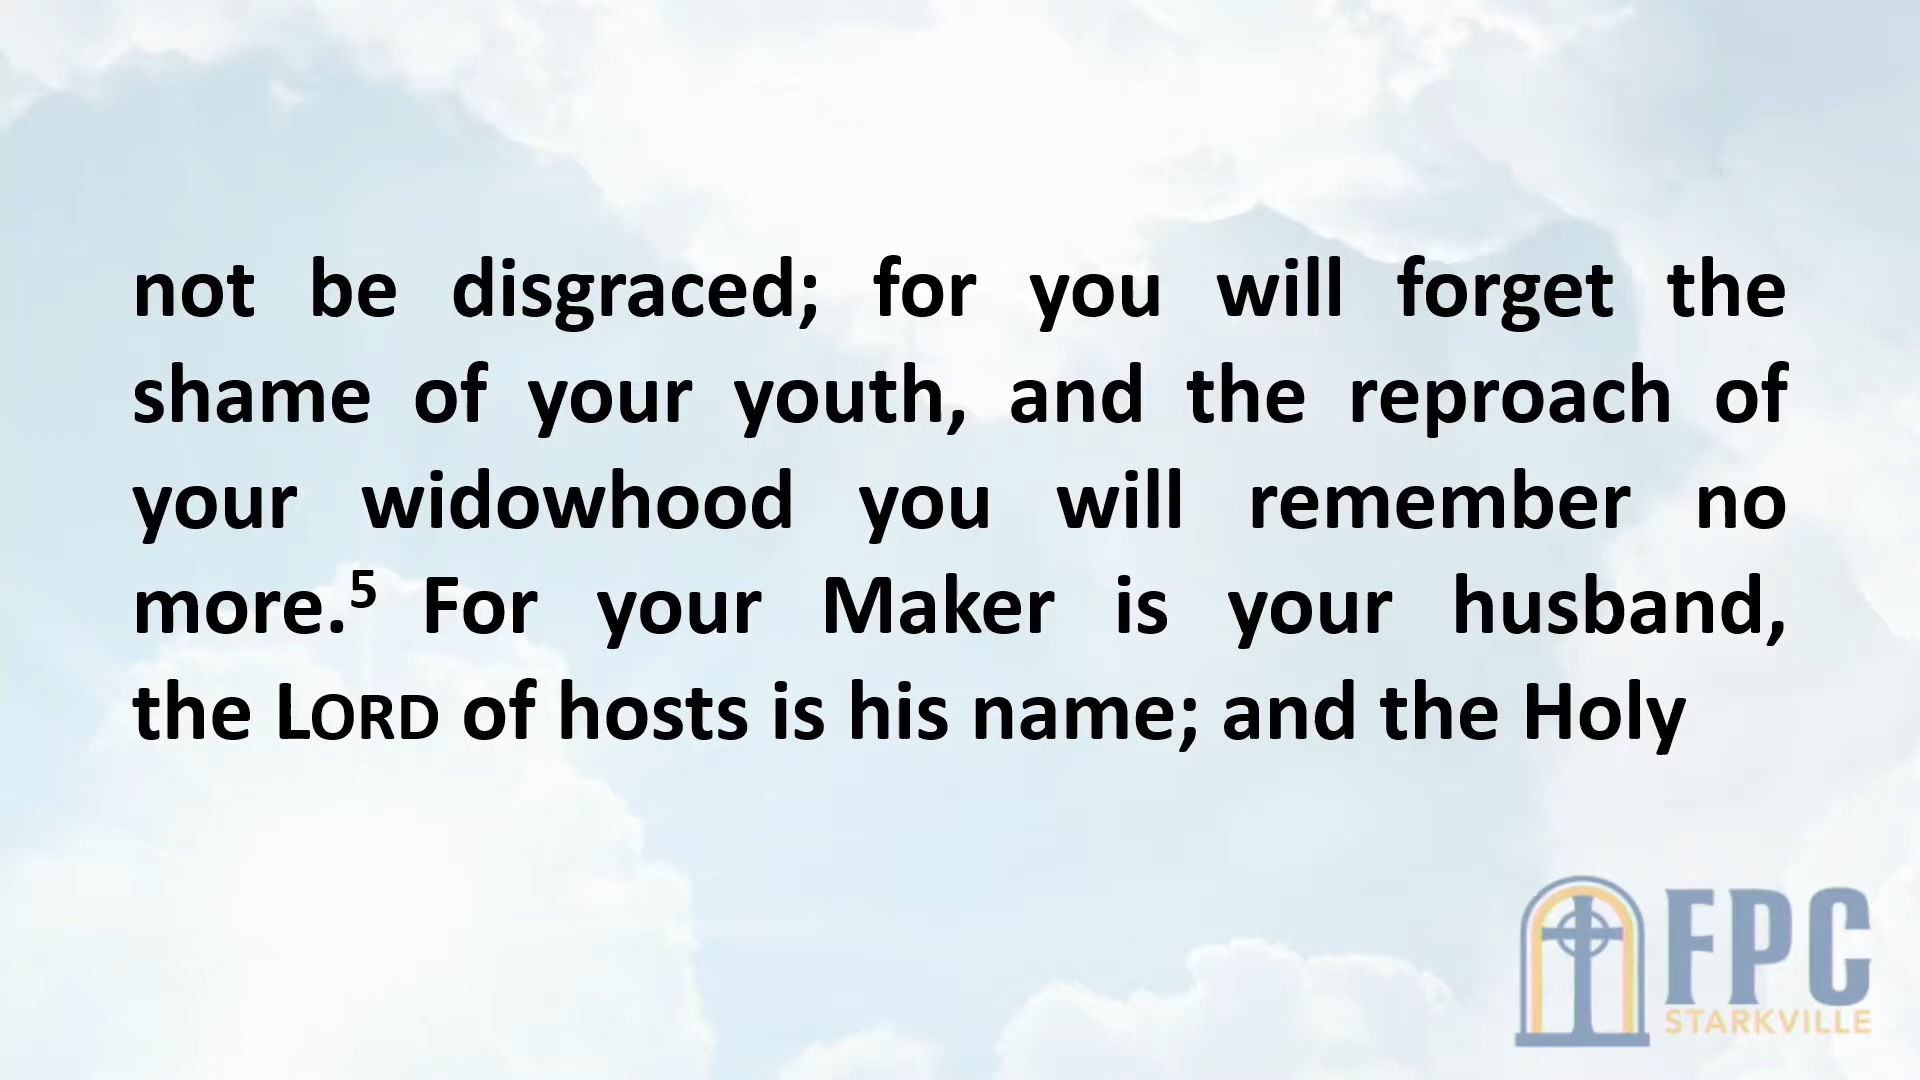 not be disgraced; for you will forget the
shame of your youth, and the reproach of
your widowhood you will remember no
more.⁵ For your Maker is your husband,
the LORD of hosts is his name; and the Holy
FPC
STARKVILLE